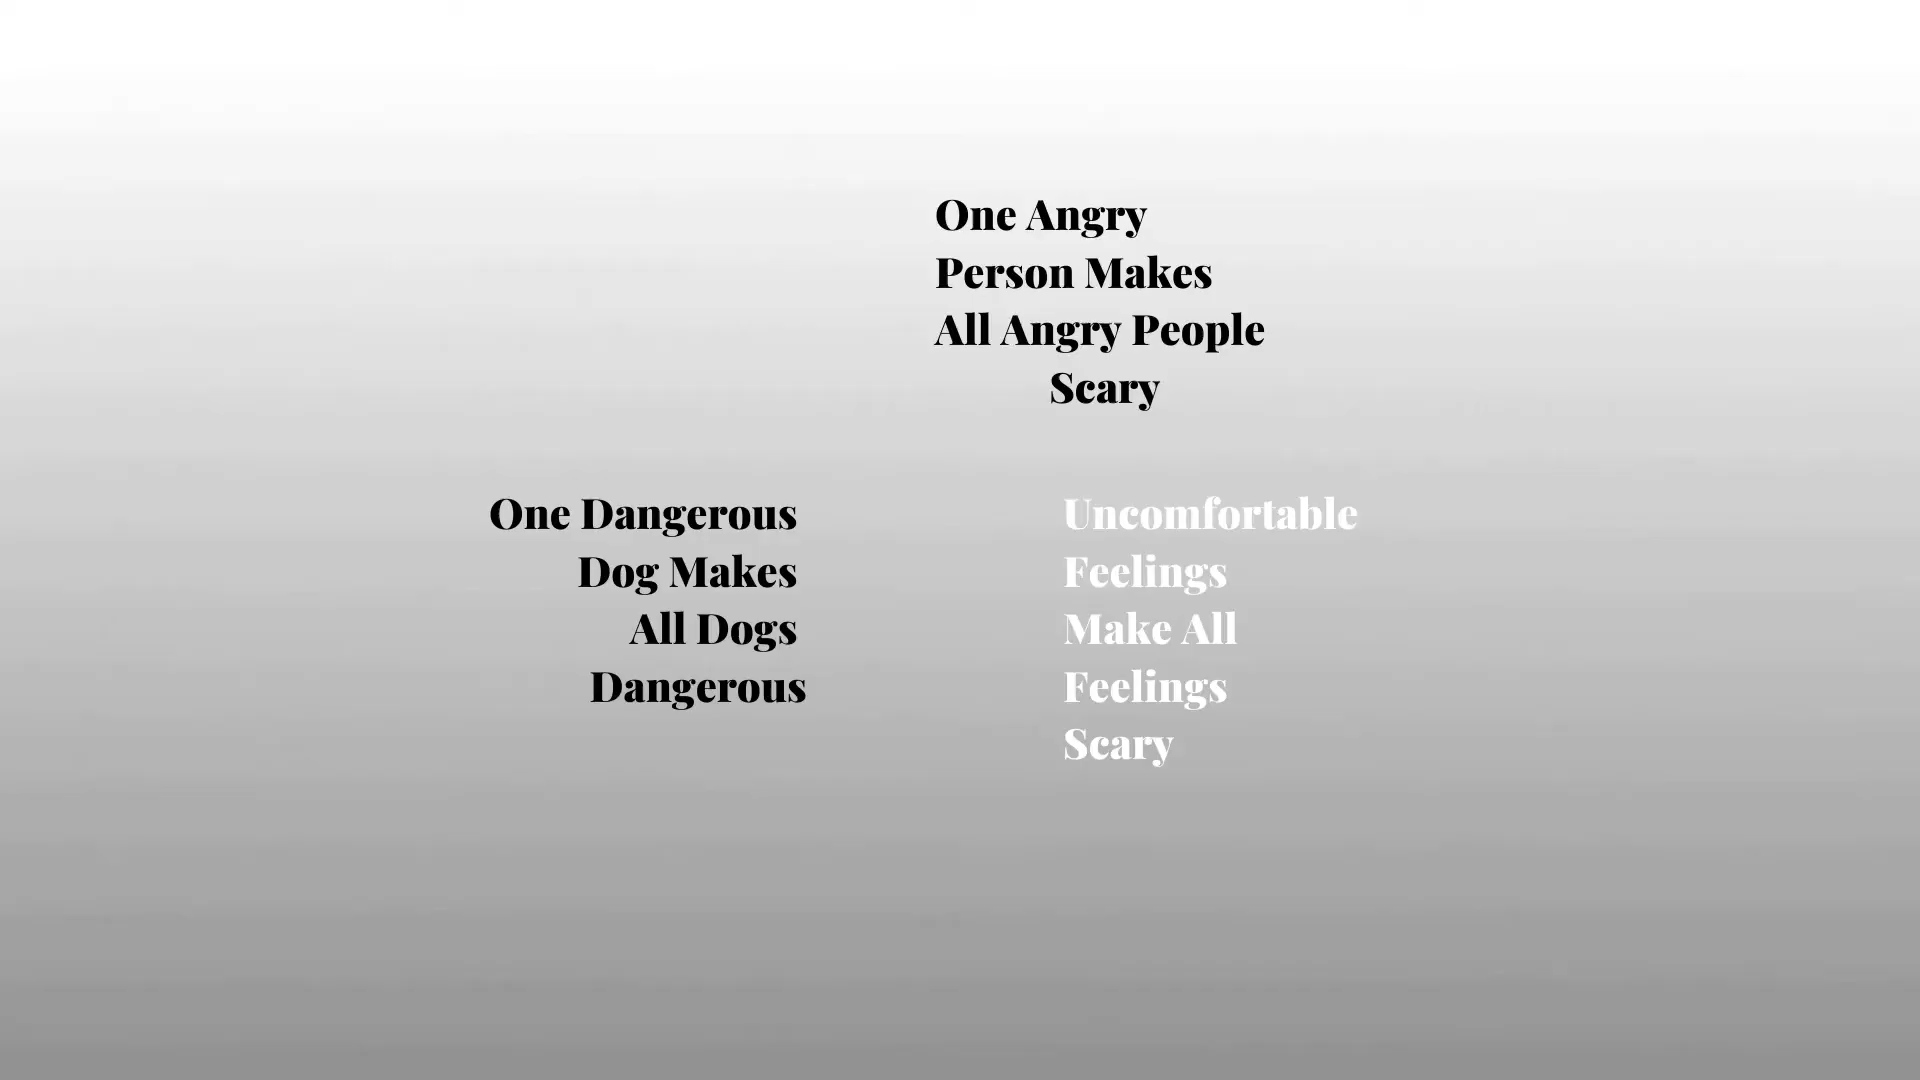 One Angry
Person Makes
All Angry People
Scary
One Dangerous
Dog Makes
All Dogs
Dangerous
Uncomfortable
Feelings
Make All
Feelings
Scary